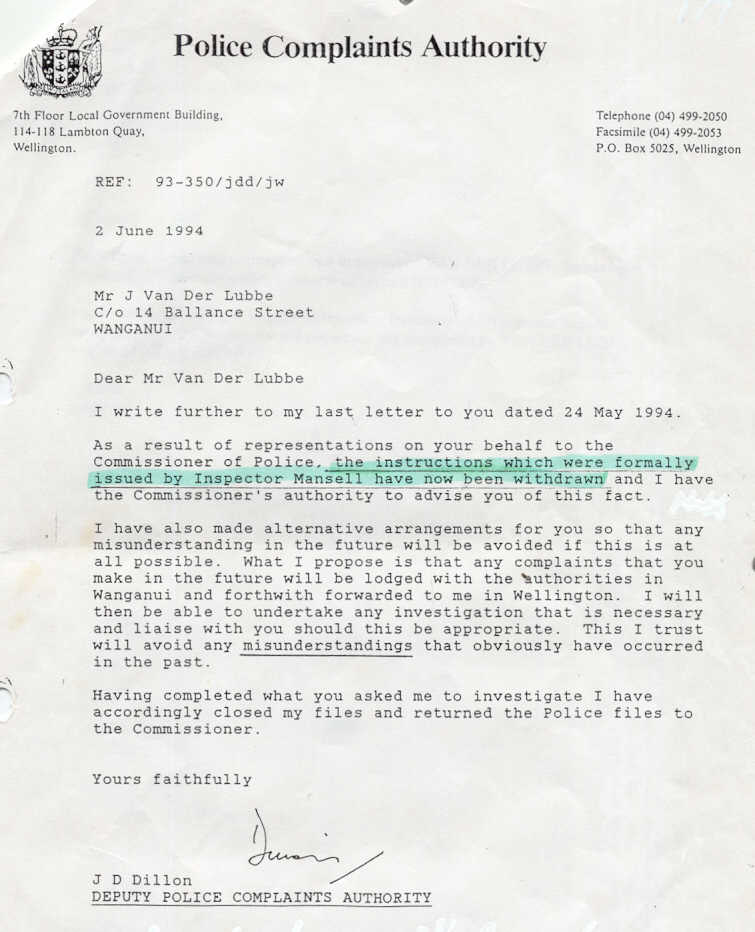 Police Complaints Authority
7th Floor Local Government Building,
114-118 Lambton Quay,
Wellington.
Telephone (04) 499-2050
Facsimile (04) 499-2053
P.O. Box 5025, Wellington
REF: 93-350/jdd/jw
2 June 1994
Mr J Van Der Lubbe
C/o 14 Ballance Street
WANGANUI
Dear Mr Van Der Lubbe
I write further to my last letter to you dated 24 May 1994.
As a result of representations on your behalf to the
Commissioner of Police, the instructions which were formally
issued by Inspector Mansell have now been withdrawn and I have
the Commissioner's authority to advise you of this fact.
I have also made alternative arrangements for you so that any
misunderstanding in the future will be avoided if this is at
all possible. What I propose is that any complaints that you
make in the future will be lodged with the authorities in
Wanganui and forthwith forwarded to me in Wellington. I will
then be able to undertake any investigation that is necessary
and liaise with you should this be appropriate. This I trust
will avoid any misunderstandings that obviously have occurred
in the past.
Having completed what you asked me to investigate I have
accordingly closed my files and returned the Police files to
the Commissioner.
Yours faithfully
J D Dillon
DEPUTY POLICE COMPLAINTS AUTHORITY